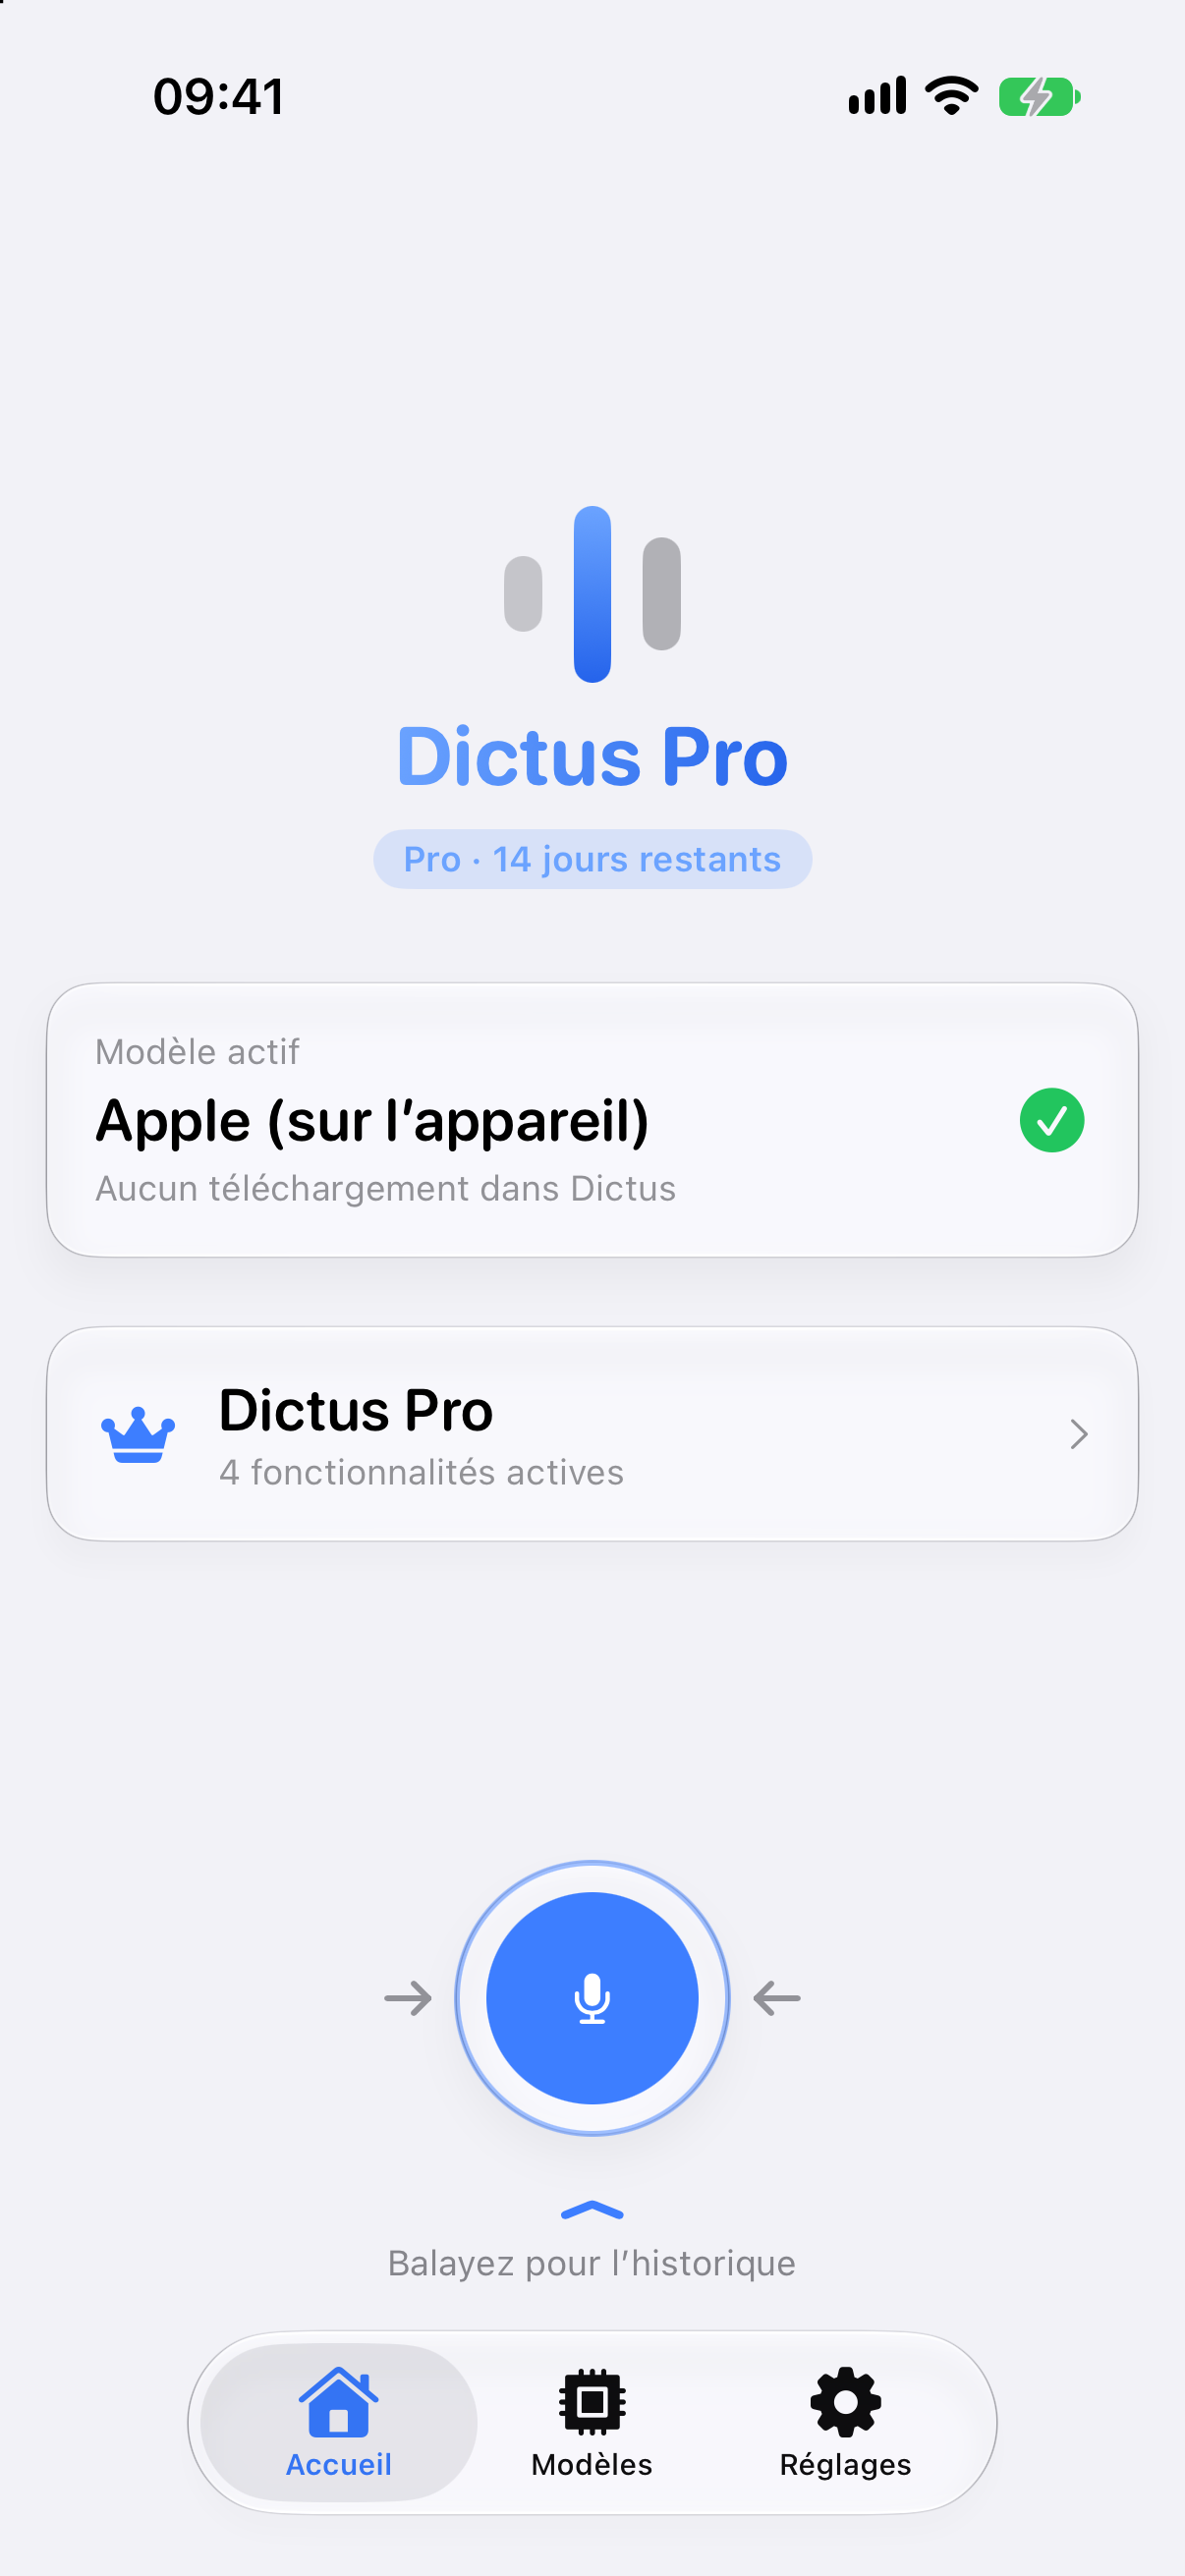 09:41
Dictus Pro
Pro · 14 jours restants
Modèle actif
Apple (sur l’appareil)
Aucun téléchargement dans Dictus
Dictus Pro
4 fonctionnalités actives
Balayez pour l’historique
Accueil
Modèles
Réglages